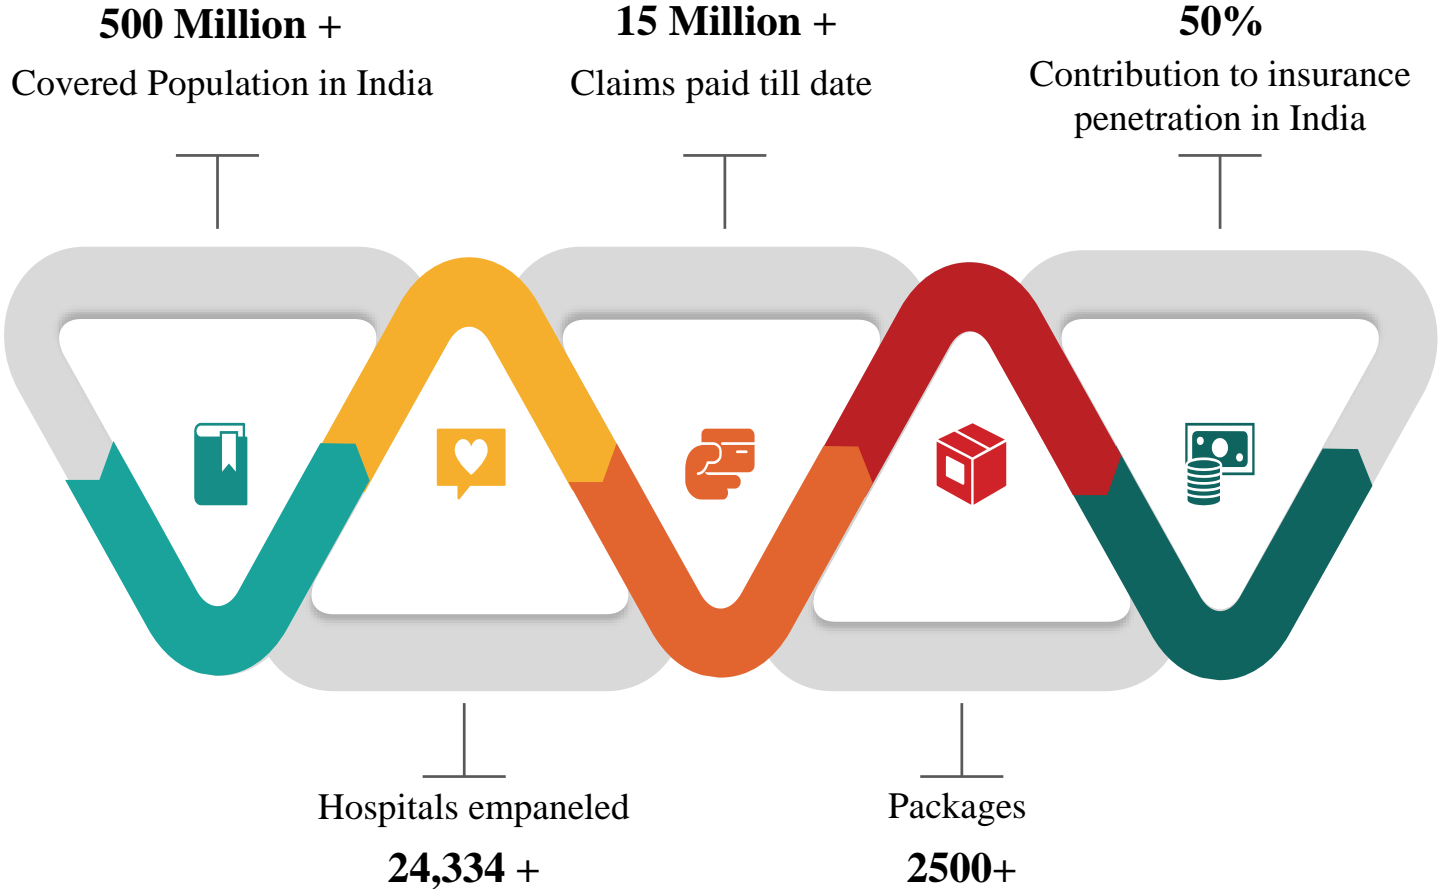 500 Million +
Covered Population in India
15 Million +
Claims paid till date
50%
Contribution to insurance
penetration in India
Hospitals empaneled
24,334 +
Packages
2500+